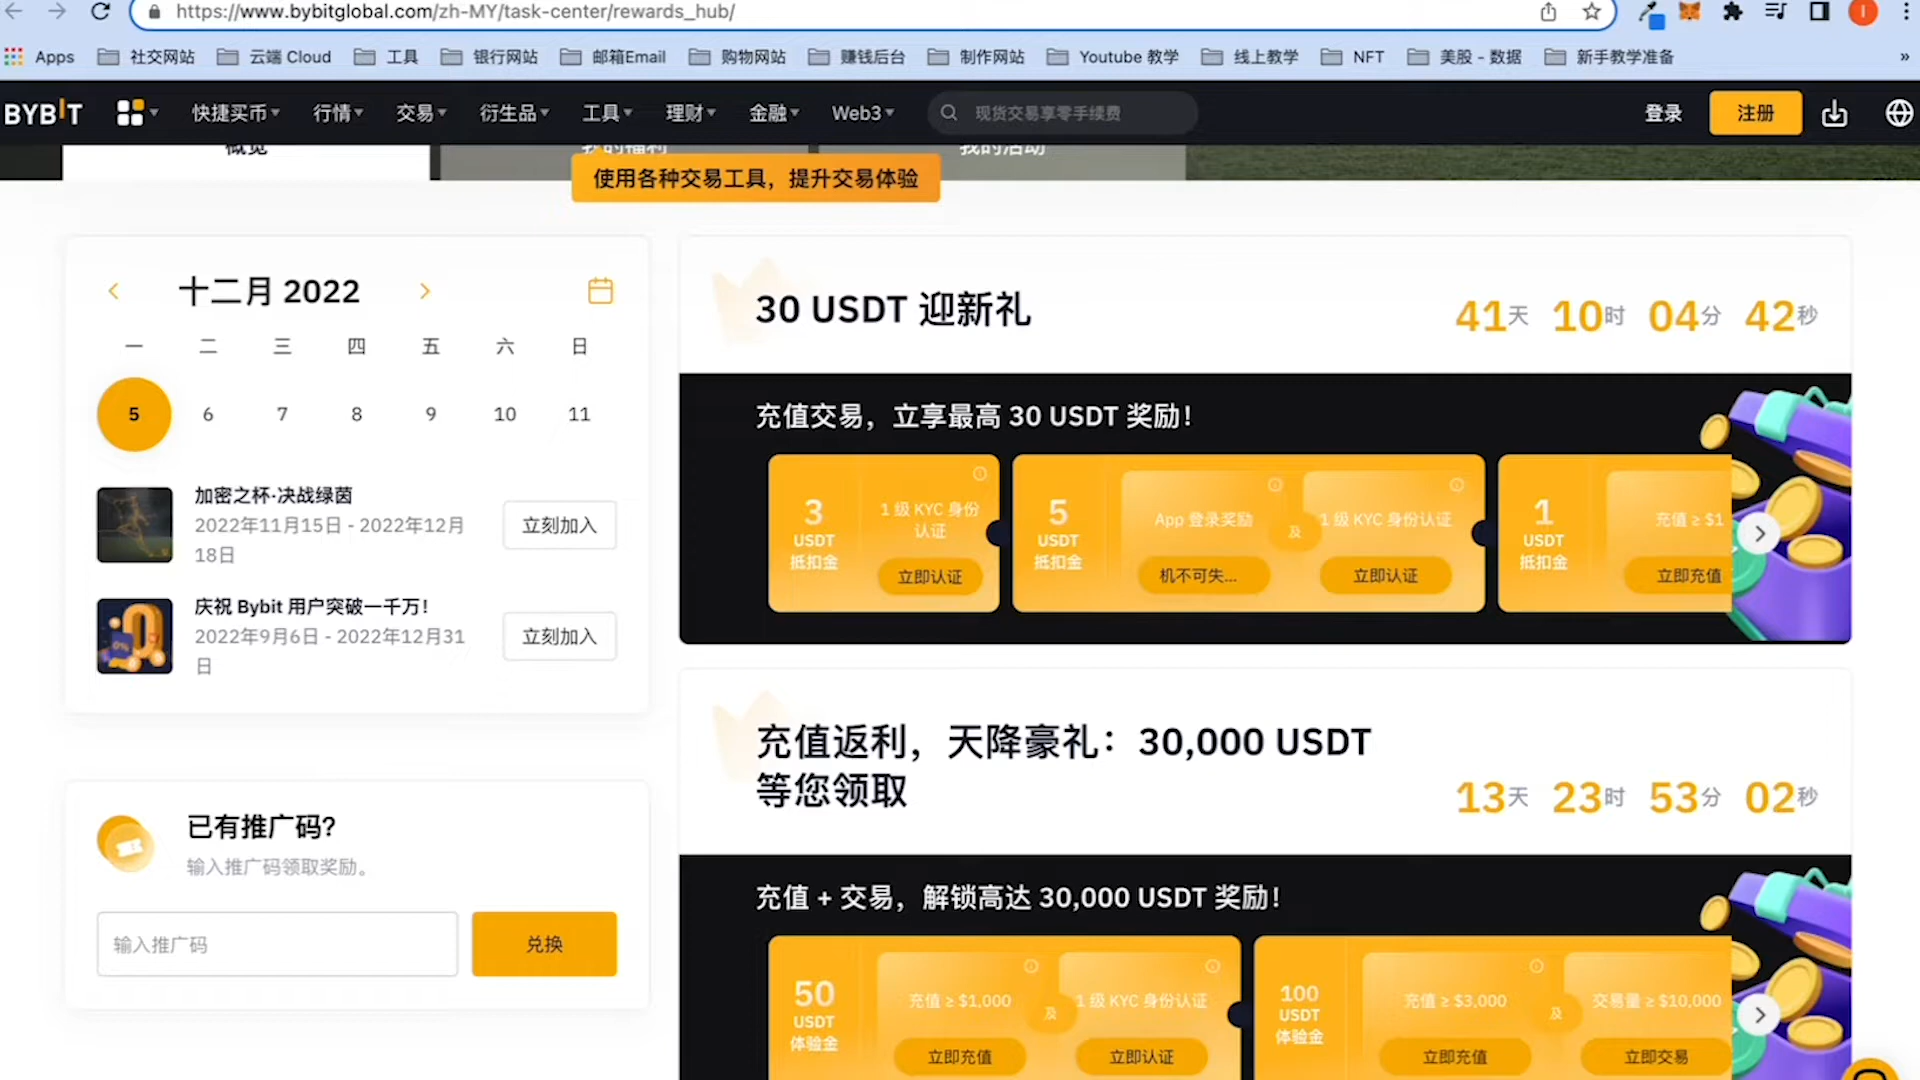 https://www.bybitglobal.com/zh-MY/task-center/rewards_hub/
Apps 社交网站 云端 Cloud 工具 银行网站 邮箱Email 购物网站 赚钱后台 制作网站 Youtube 教学 线上教学 NFT 美股 - 数据 新手教学准备 »
BYBIT 快捷买币 行情 交易 衍生品 工具 理财 金融 Web3 现货交易享零手续费 登录 注册
概览 我的福利 我的活动
使用各种交易工具，提升交易体验
十二月 2022
一 二 三 四 五 六 日
5 6 7 8 9 10 11
加密之杯·决战绿茵
2022年11月15日 - 2022年12月
18日
立刻加入
庆祝 Bybit 用户突破一千万！
2022年9月6日 - 2022年12月31
日
立刻加入
已有推广码?
输入推广码领取奖励。
输入推广码
兑换
30 USDT 迎新礼
41天 10时 04分 42秒
充值交易，立享最高 30 USDT 奖励！
3
USDT
抵扣金
1 级 KYC 身份
认证
立即认证
5
USDT
抵扣金
App 登录奖励
机不可失...
及
1 级 KYC 身份认证
立即认证
1
USDT
抵扣金
充值 ≥ $1
立即充值
充值返利，天降豪礼：30,000 USDT
等您领取
13天 23时 53分 02秒
充值 + 交易，解锁高达 30,000 USDT 奖励！
50
USDT
体验金
充值 ≥ $1,000
立即充值
及
1 级 KYC 身份认证
立即认证
100
USDT
体验金
充值 ≥ $3,000
立即充值
及
交易量 ≥ $10,000
立即交易